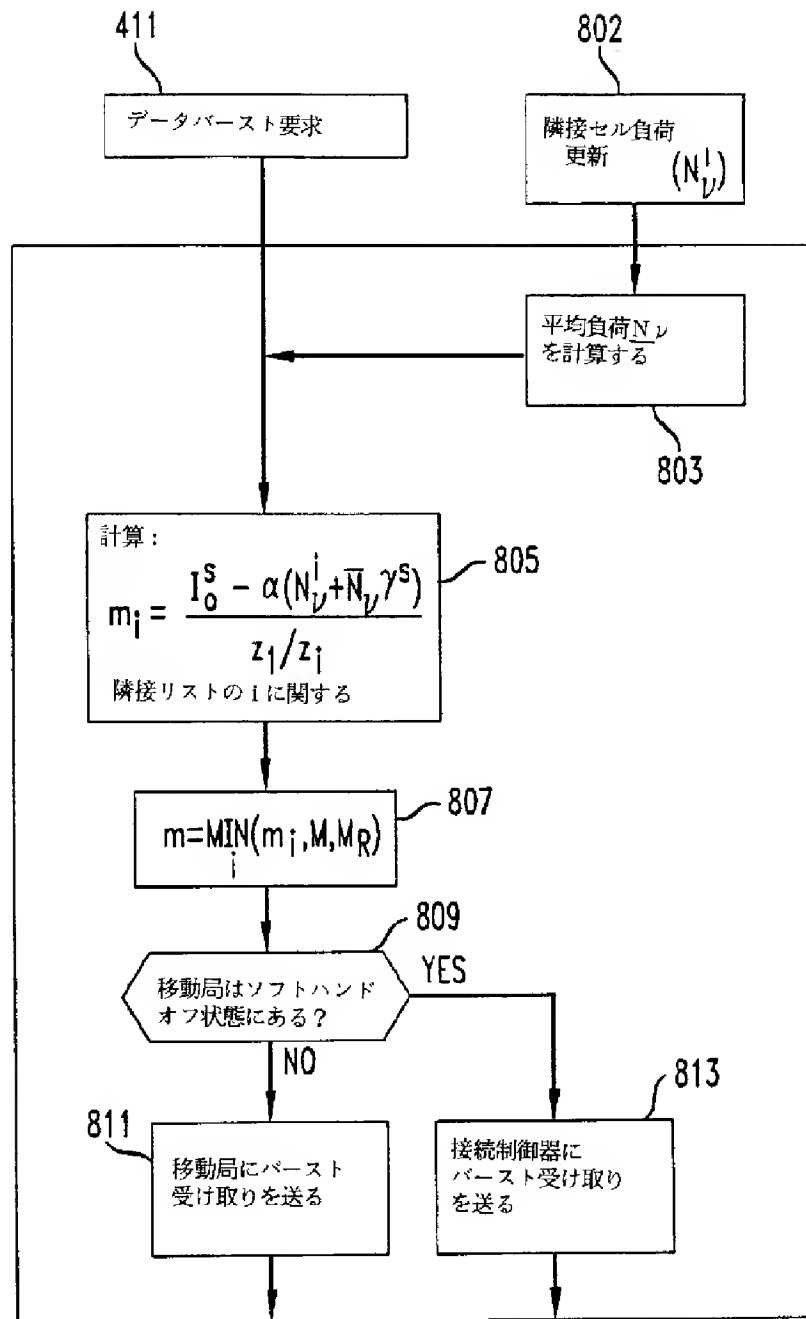 411
データバースト要求
802
隣接セル負荷
更新 (N_ν^i)
平均負荷N̲ν
を計算する
803
計算:
805
m_i = (I_o^s - α(N_ν^i + N̄_ν γ^s)) / (z_1/z_i)
隣接リストのiに関する
807
m=MIN_i(m_i,M,M_R)
809
移動局はソフトハンド
オフ状態にある?
YES
NO
811
移動局にバースト
受け取りを送る
813
接続制御器に
バースト受け取り
を送る